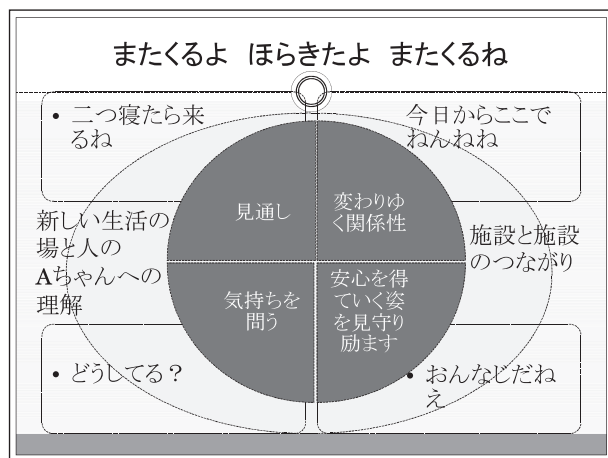 またくるよ ほらきたよ またくるね
• 二つ寝たら来
るね
今日からここで
ねんねね
見通し
変わりゆ
く関係性
新しい生活の
場と人の
Aちゃんへの
理解
施設と施設
のつながり
気持ちを
問う
安心を得
ていく姿
を見守り
励ます
• どうしてる？
• おんなじだね
え